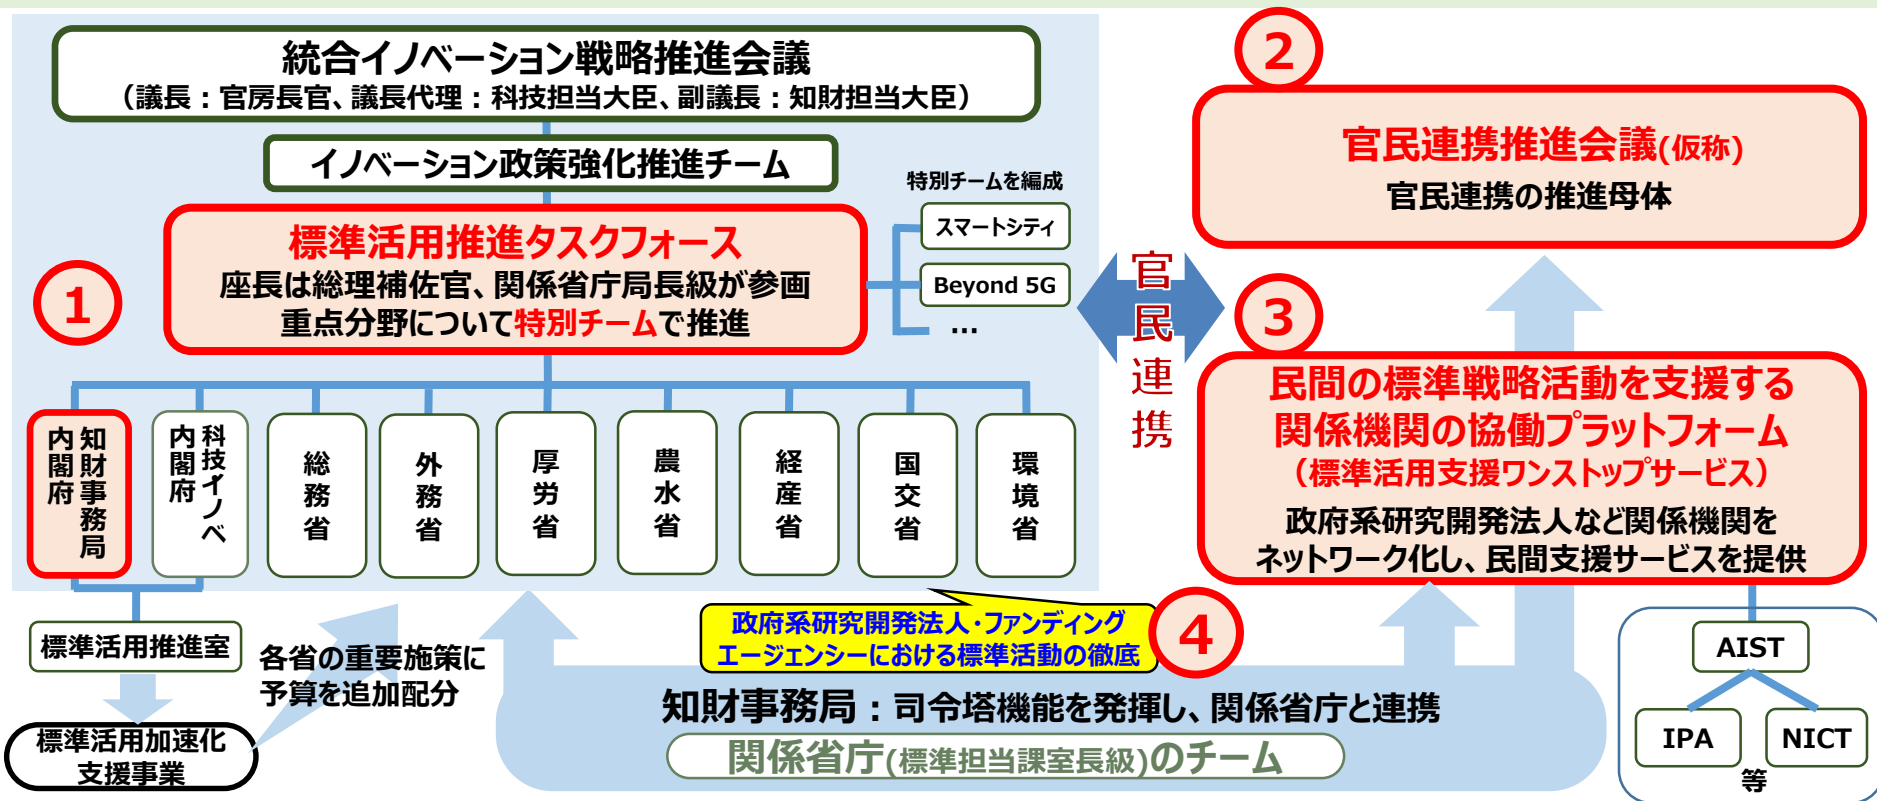 統合イノベーション戦略推進会議
（議長：官房長官、議長代理：科技担当大臣、副議長：知財担当大臣）
イノベーション政策強化推進チーム
特別チームを編成
スマートシティ
Beyond 5G
…
①
標準活用推進タスクフォース
座長は総理補佐官、関係省庁局長級が参画
重点分野について特別チームで推進
知財事務局
内閣府
科技イノベ
内閣府
総務省
外務省
厚労省
農水省
経産省
国交省
環境省
標準活用推進室
標準活用加速化
支援事業
各省の重要施策に
予算を追加配分
官民連携
②
官民連携推進会議(仮称)
官民連携の推進母体
③
民間の標準戦略活動を支援する
関係機関の協働プラットフォーム
（標準活用支援ワンストップサービス）
政府系研究開発法人など関係機関を
ネットワーク化し、民間支援サービスを提供
④
政府系研究開発法人・ファンディング
エージェンシーにおける標準活動の徹底
知財事務局：司令塔機能を発揮し、関係省庁と連携
関係省庁(標準担当課室長級)のチーム
AIST
IPA
NICT
等